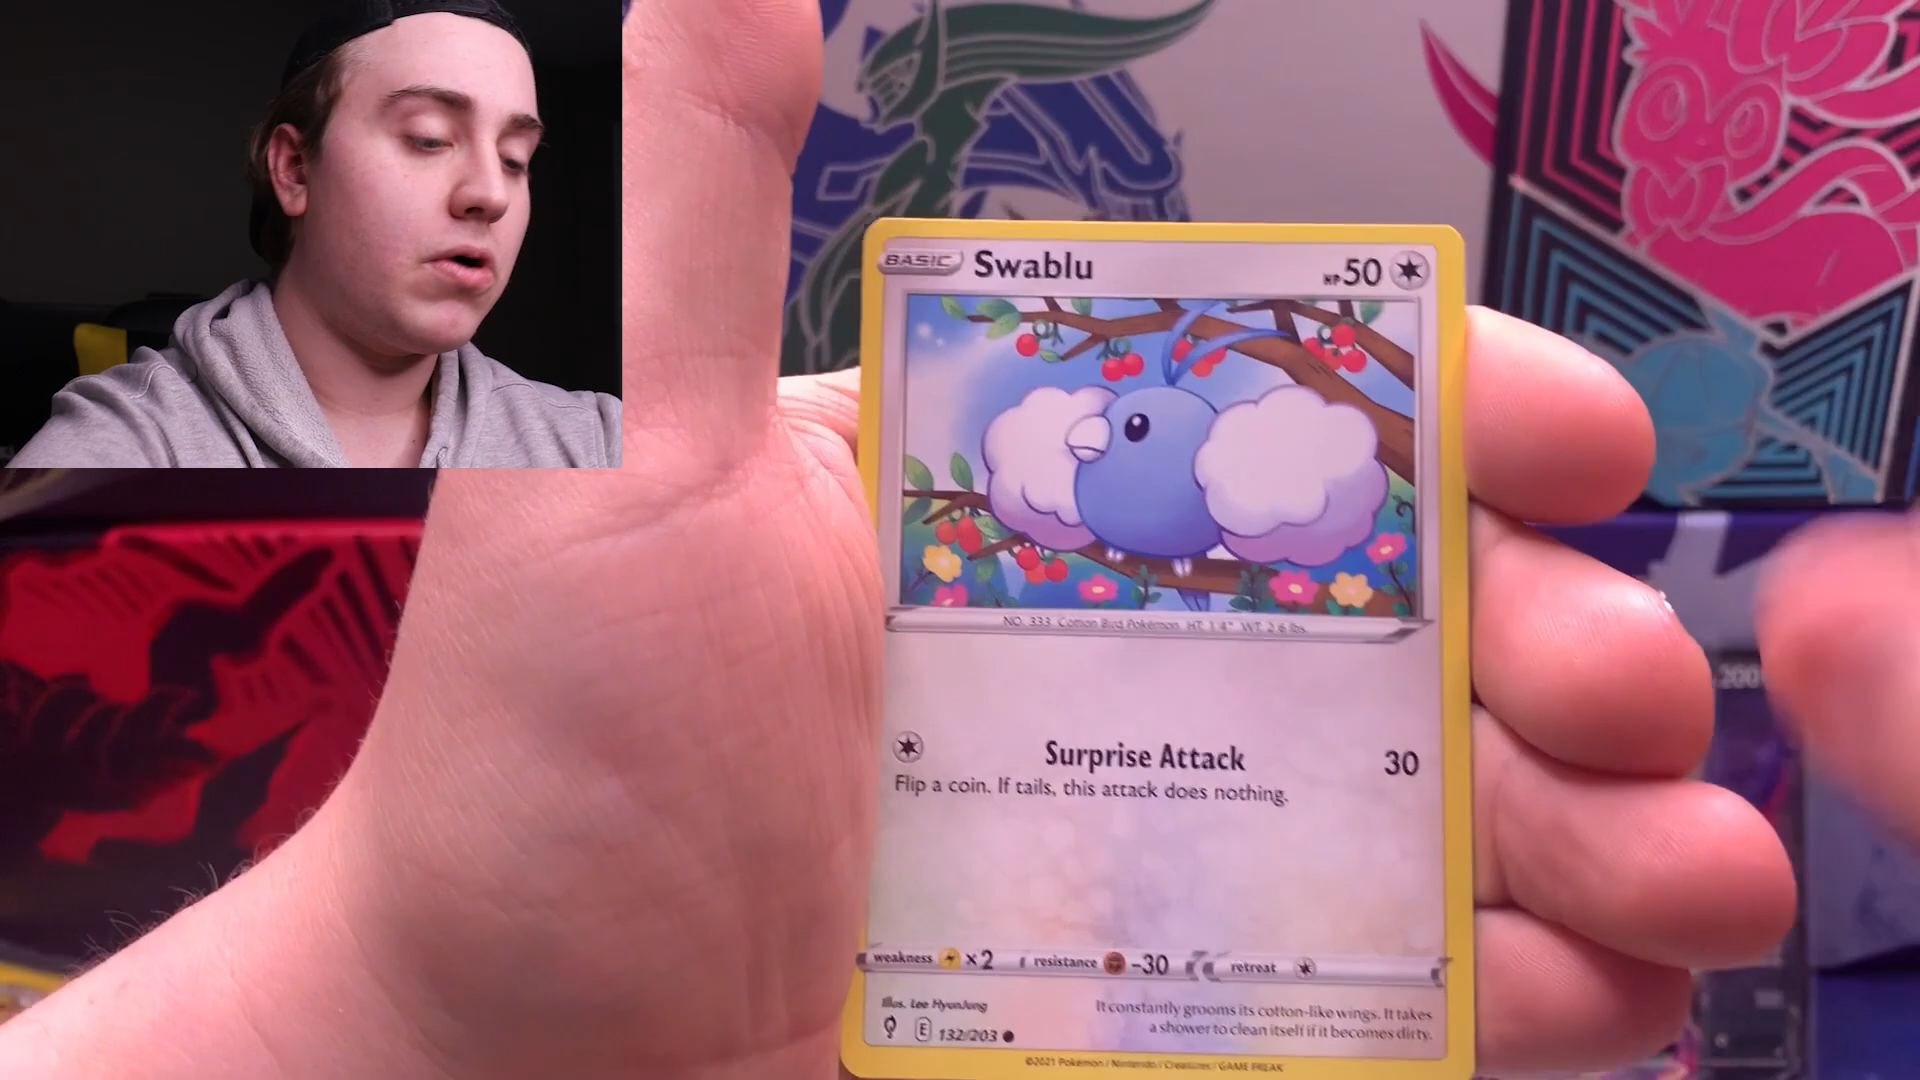 BASIC Swablu HP 50
NO. 333 Cotton Bird Pokémon HT: 1'4" WT: 2.6 lbs.
Surprise Attack 30
Flip a coin. If tails, this attack does nothing.
weakness ×2 resistance -30 retreat
Illus. Lee HyunJung
It constantly grooms its cotton-like wings. It takes
a shower to clean itself if it becomes dirty.
E 132/203
©2021 Pokémon / Nintendo / Creatures / GAME FREAK